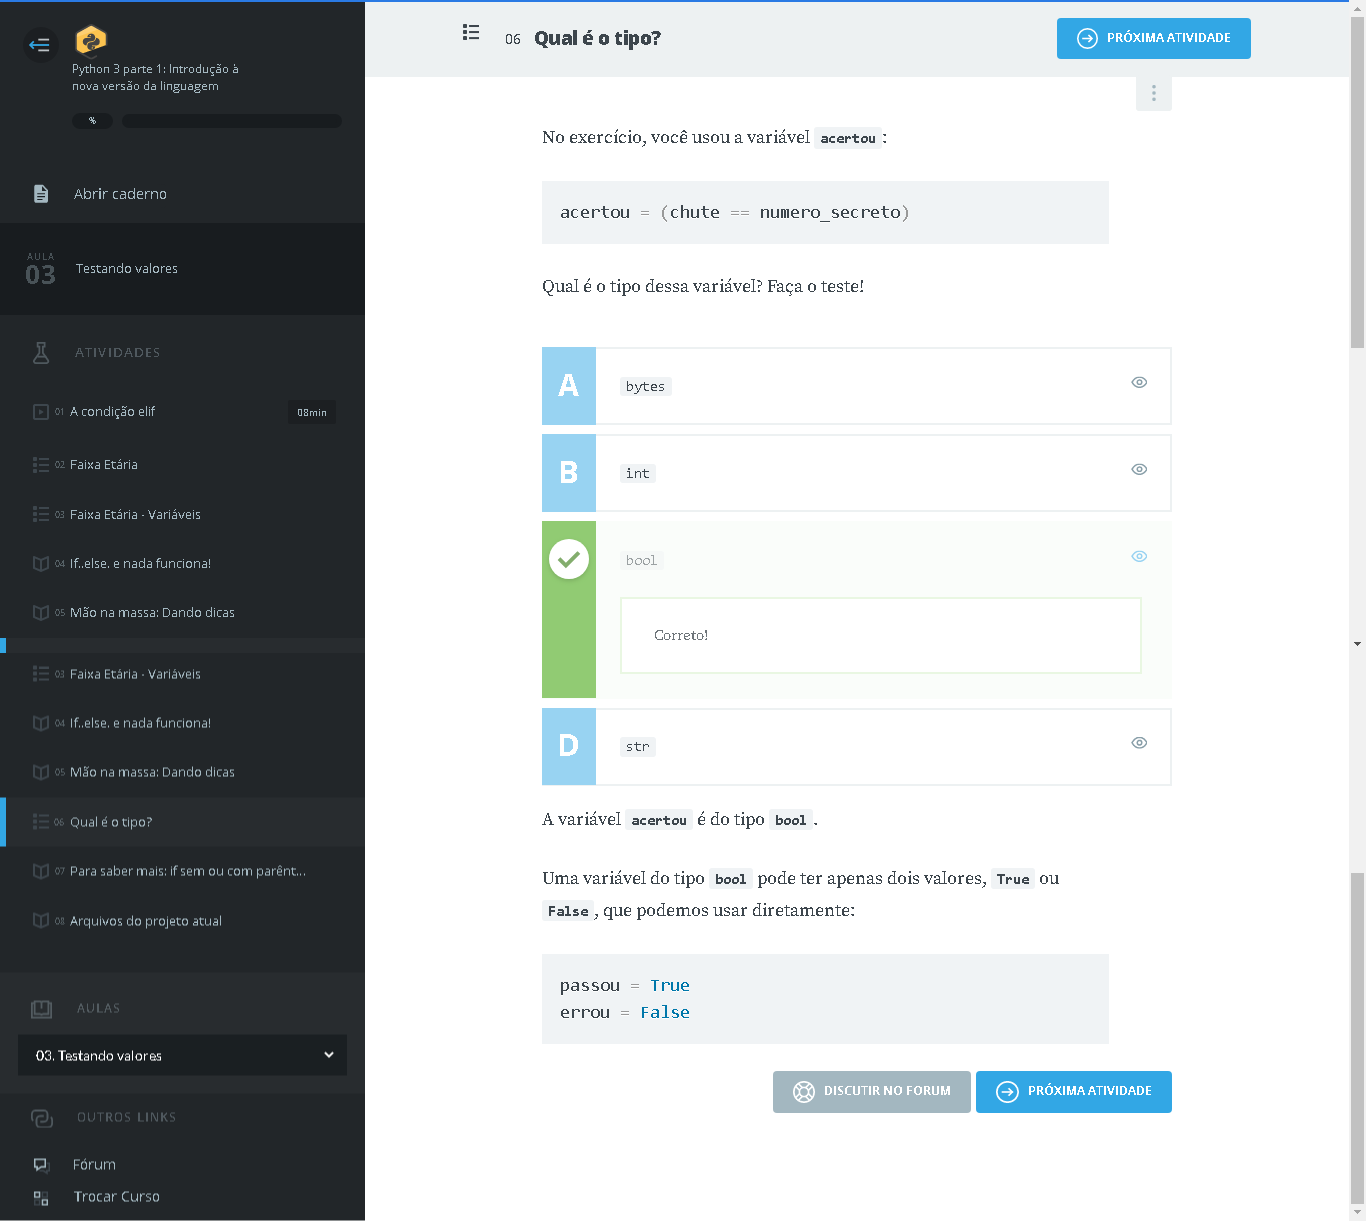 Python 3 parte 1: Introdução à
nova versão da linguagem
%
Abrir caderno
AULA
03
Testando valores
ATIVIDADES
01 A condição elif 08min
02 Faixa Etária
03 Faixa Etária - Variáveis
04 If..else. e nada funciona!
05 Mão na massa: Dando dicas
03 Faixa Etária - Variáveis
04 If..else. e nada funciona!
05 Mão na massa: Dando dicas
06 Qual é o tipo?
07 Para saber mais: if sem ou com parênt...
08 Arquivos do projeto atual
AULAS
03. Testando valores
OUTROS LINKS
Fórum
Trocar Curso
06 Qual é o tipo?
PRÓXIMA ATIVIDADE
No exercício, você usou a variável acertou:
acertou = (chute == numero_secreto)
Qual é o tipo dessa variável? Faça o teste!
A bytes
B int
bool
Correto!
D str
A variável acertou é do tipo bool.
Uma variável do tipo bool pode ter apenas dois valores, True ou
False, que podemos usar diretamente:
passou = True
errou = False
DISCUTIR NO FORUM
PRÓXIMA ATIVIDADE